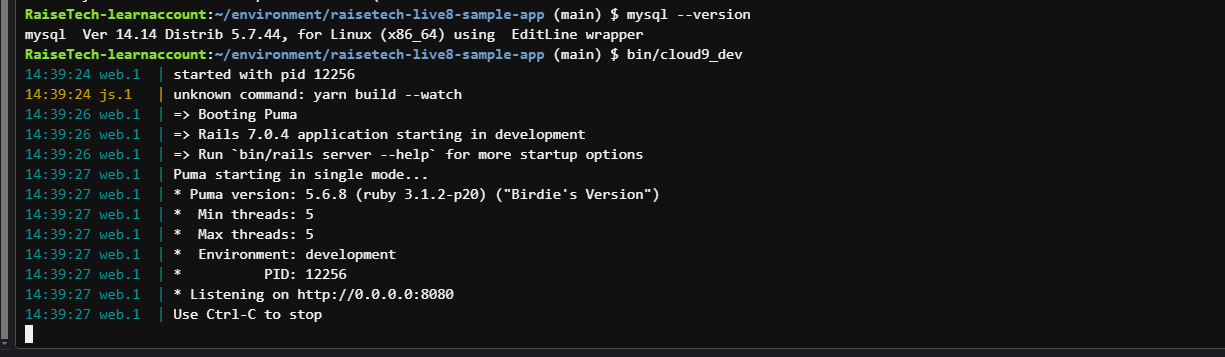 RaiseTech-learnaccount:~/environment/raisetech-live8-sample-app (main) $ mysql --version
mysql  Ver 14.14 Distrib 5.7.44, for Linux (x86_64) using  EditLine wrapper
RaiseTech-learnaccount:~/environment/raisetech-live8-sample-app (main) $ bin/cloud9_dev
14:39:24 web.1  | started with pid 12256
14:39:24 js.1   | unknown command: yarn build --watch
14:39:26 web.1  | => Booting Puma
14:39:26 web.1  | => Rails 7.0.4 application starting in development
14:39:26 web.1  | => Run `bin/rails server --help` for more startup options
14:39:27 web.1  | Puma starting in single mode...
14:39:27 web.1  | * Puma version: 5.6.8 (ruby 3.1.2-p20) ("Birdie's Version")
14:39:27 web.1  | *  Min threads: 5
14:39:27 web.1  | *  Max threads: 5
14:39:27 web.1  | *  Environment: development
14:39:27 web.1  | *          PID: 12256
14:39:27 web.1  | * Listening on http://0.0.0.0:8080
14:39:27 web.1  | Use Ctrl-C to stop